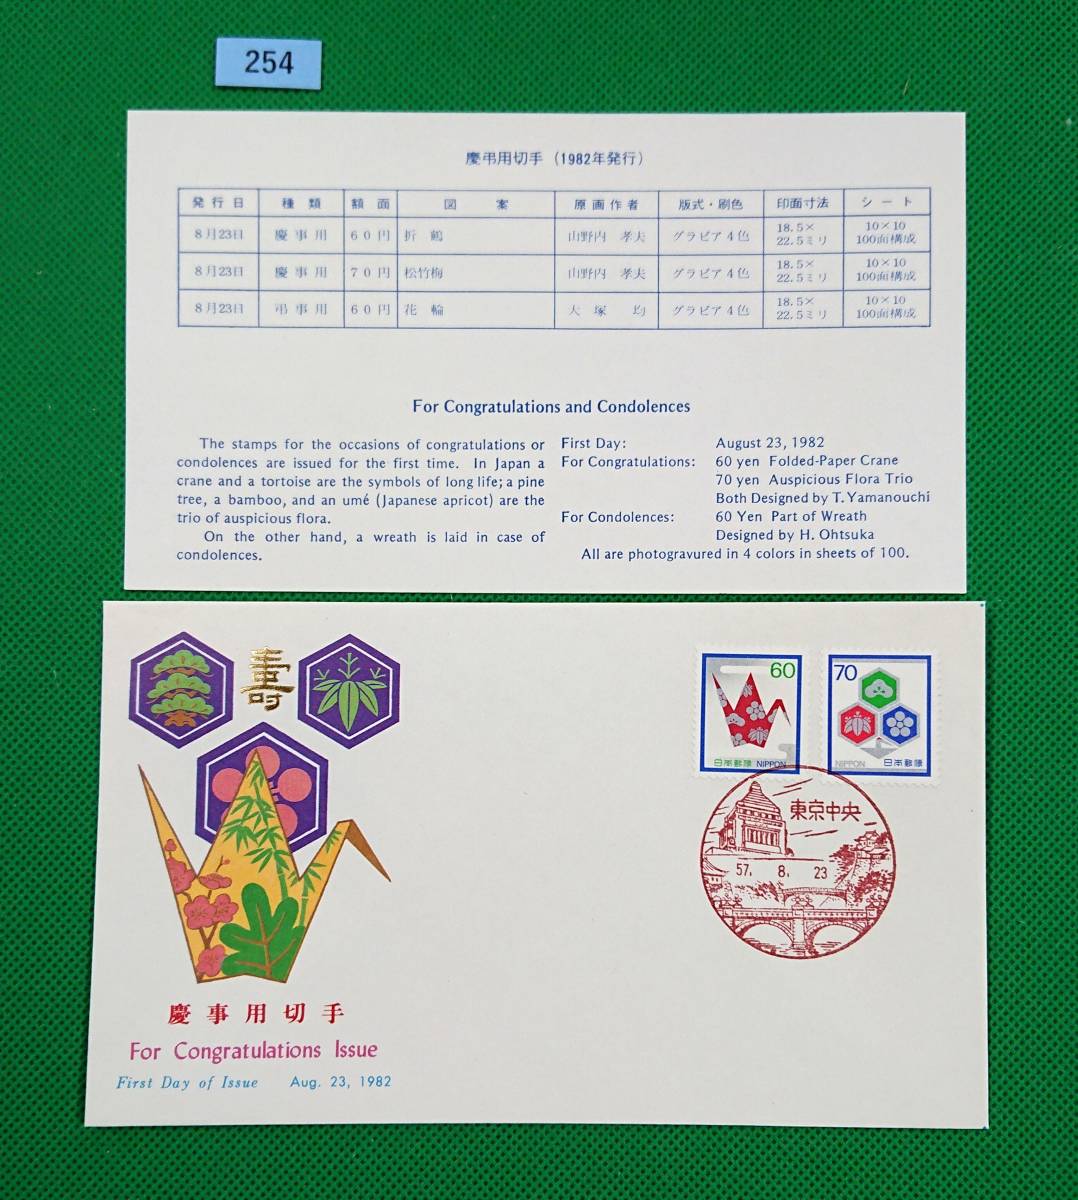 254
慶弔用切手（1982年発行）
発行日 種類 額面 図案 原画作者 版式・刷色 印面寸法 シート
8月23日 慶事用 60円 折鶴 山野内 孝夫 グラビア4色 18.5×22.5ミリ 10×10 100面構成
8月23日 慶事用 70円 松竹梅 山野内 孝夫 グラビア4色 18.5×22.5ミリ 10×10 100面構成
8月23日 弔事用 60円 花輪 大塚 均 グラビア4色 18.5×22.5ミリ 10×10 100面構成
For Congratulations and Condolences
The stamps for the occasions of congratulations or
condolences are issued for the first time. In Japan a
crane and a tortoise are the symbols of long life; a pine
tree, a bamboo, and an umé (Japanese apricot) are the
trio of auspicious flora.
On the other hand, a wreath is laid in case of
condolences.
First Day: August 23, 1982
For Congratulations: 60 yen Folded-Paper Crane
70 yen Auspicious Flora Trio
Both Designed by T. Yamanouchi
For Condolences: 60 Yen Part of Wreath
Designed by H. Ohtsuka
All are photogravured in 4 colors in sheets of 100.
寿
60
日本郵便 NIPPON
70
NIPPON 日本郵便
東京中央
57. 8. 23
慶事用切手
For Congratulations Issue
First Day of Issue Aug. 23, 1982